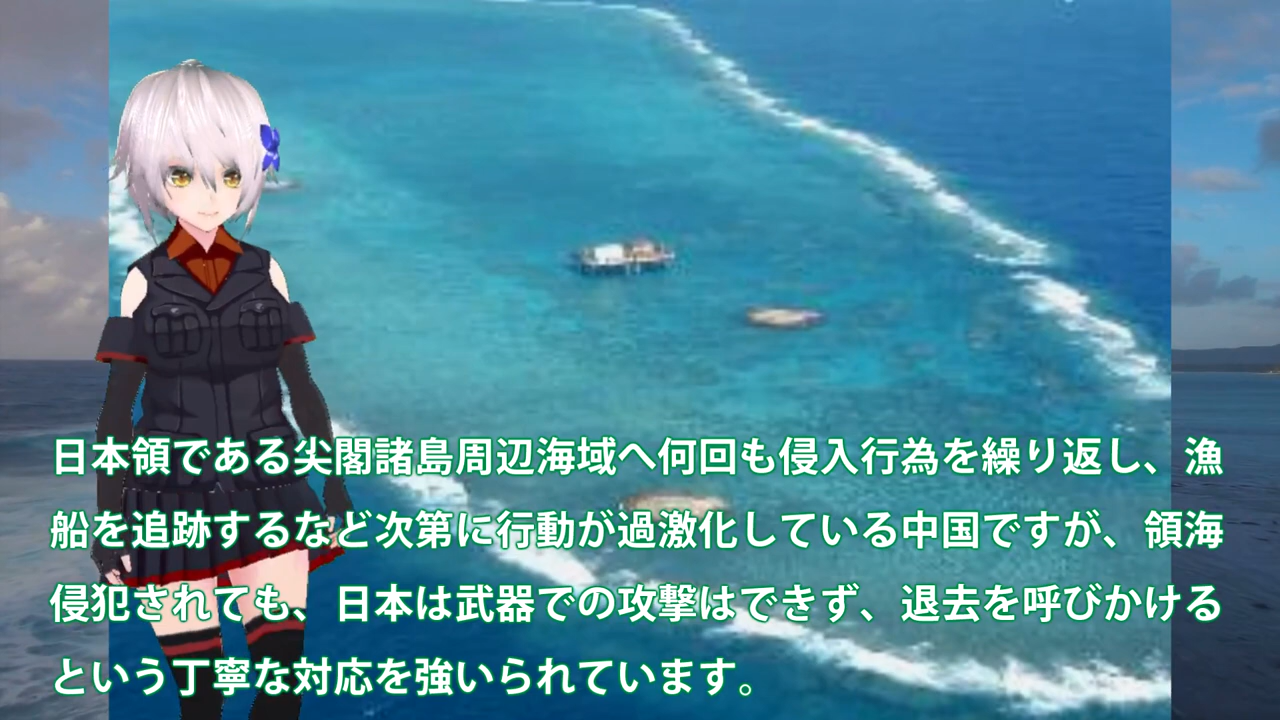 日本領である尖閣諸島周辺海域へ何回も侵入行為を繰り返し、漁
船を追跡するなど次第に行動が過激化している中国ですが、領海
侵犯されても、日本は武器での攻撃はできず、退去を呼びかける
という丁寧な対応を強いられています。